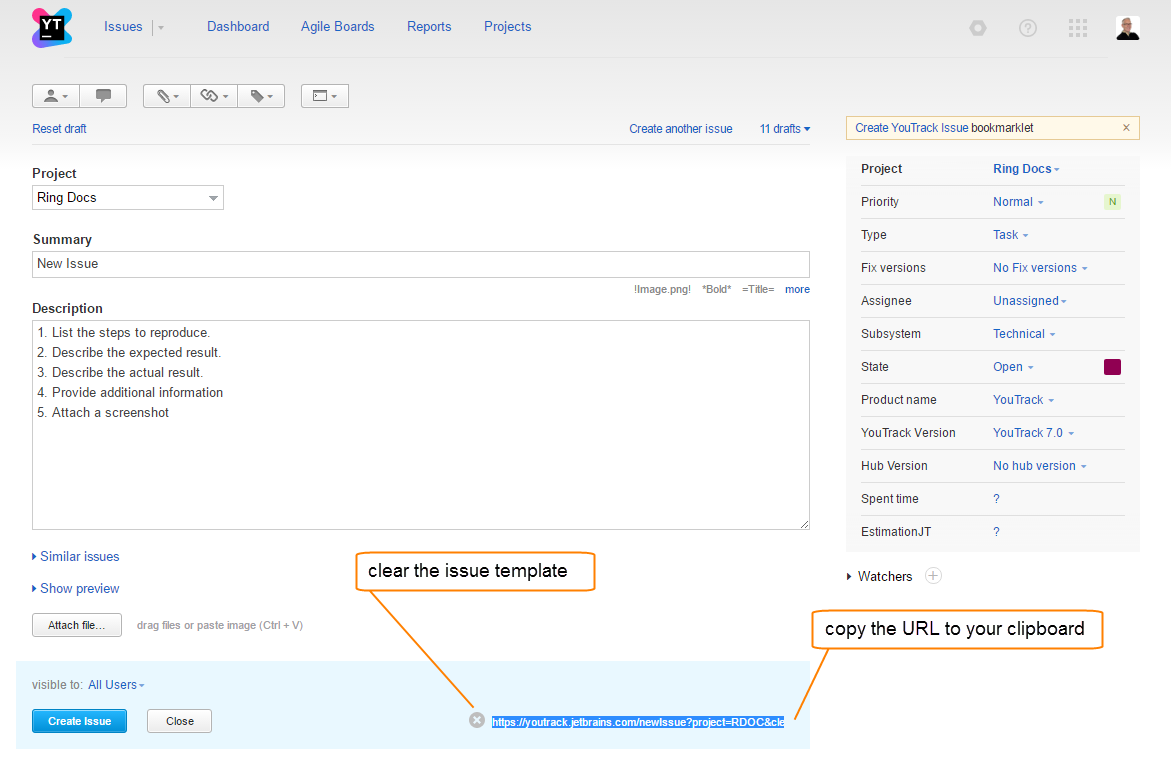 YT
Issues Dashboard Agile Boards Reports Projects
Reset draft Create another issue 11 drafts
Create YouTrack Issue bookmarklet ×
Project
Ring Docs
Summary
New Issue
!Image.png! *Bold* =Title= more
Description
1. List the steps to reproduce.
2. Describe the expected result.
3. Describe the actual result.
4. Provide additional information
5. Attach a screenshot
Project Ring Docs
Priority Normal N
Type Task
Fix versions No Fix versions
Assignee Unassigned
Subsystem Technical
State Open
Product name YouTrack
YouTrack Version YouTrack 7.0
Hub Version No hub version
Spent time ?
EstimationJT ?
Watchers
Similar issues
Show preview
clear the issue template
Attach file... drag files or paste image (Ctrl + V)
copy the URL to your clipboard
visible to: All Users
Create Issue Close https://youtrack.jetbrains.com/newIssue?project=RDOC&cle